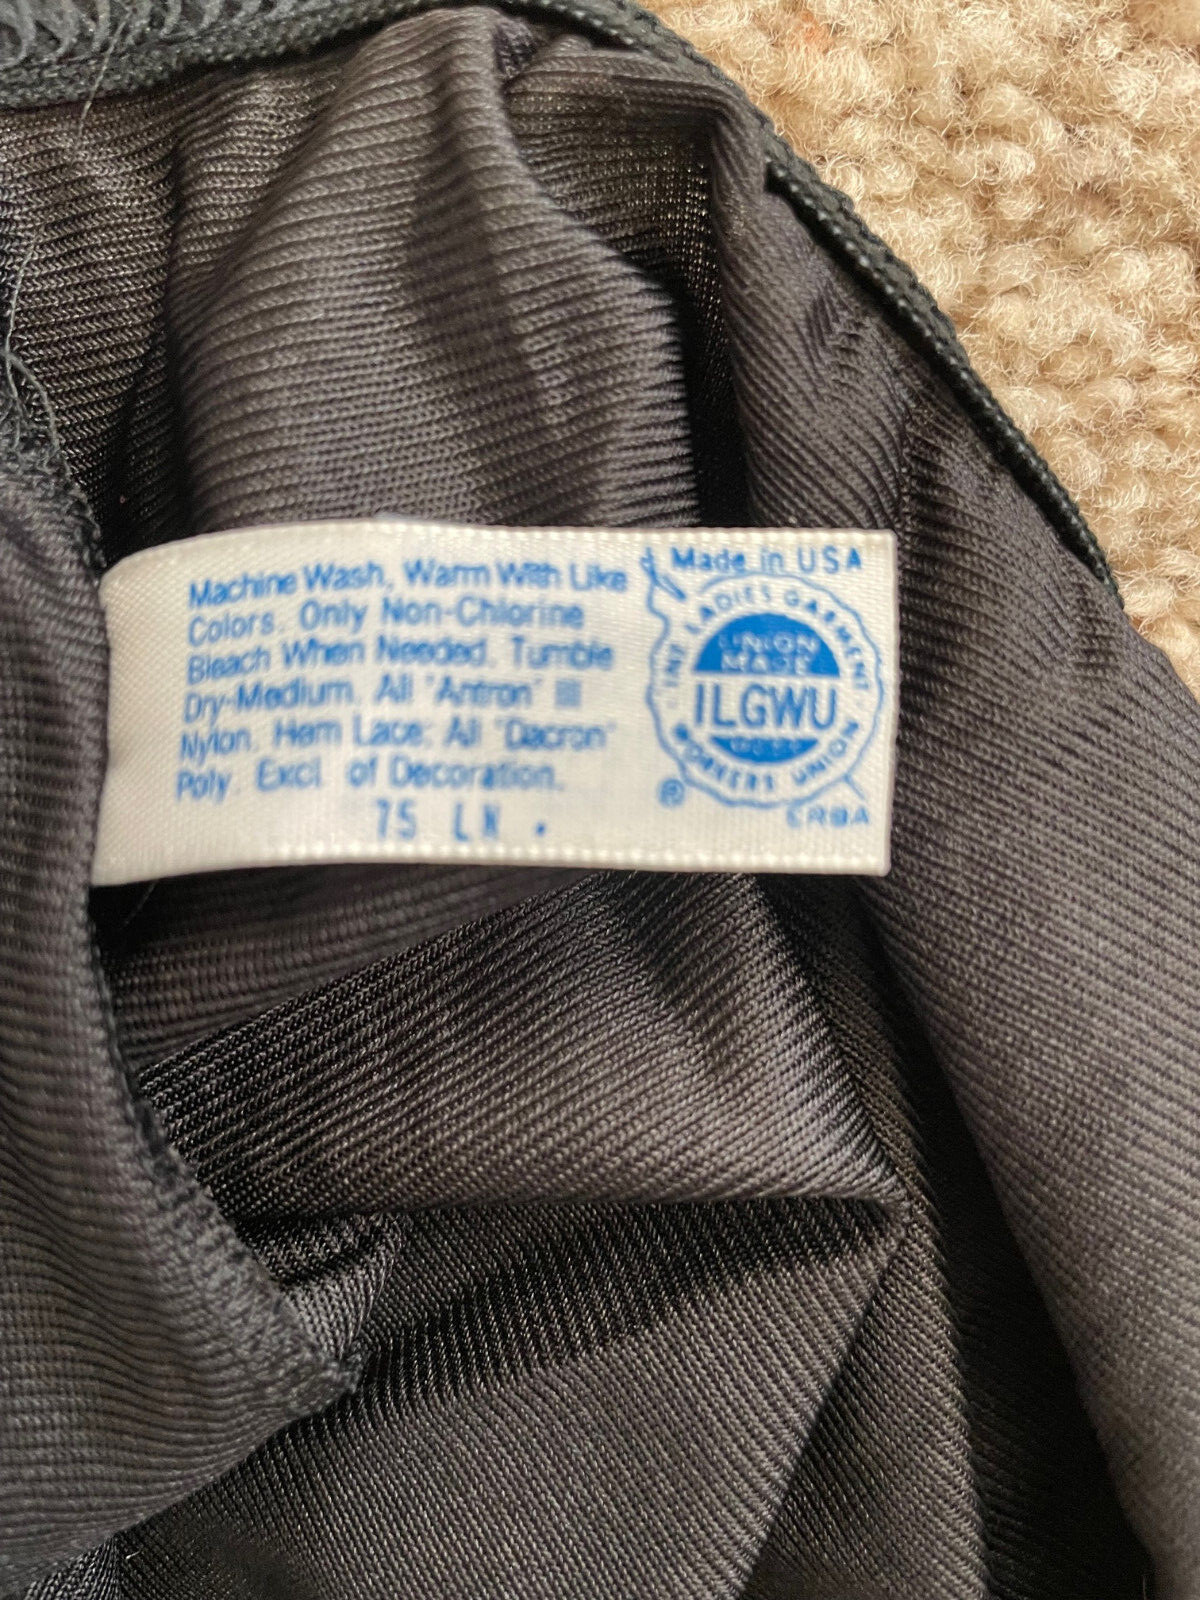 Machine Wash, Warm With Like
Colors. Only Non-Chlorine
Bleach When Needed. Tumble
Dry-Medium. All "Antron" III
Nylon. Hem Lace: All "Dacron"
Poly. Excl. of Decoration.
75 LN
Made in USA
INT. LADIES GARMENT
WORKERS UNION
UNION
MADE
ILGWU
®